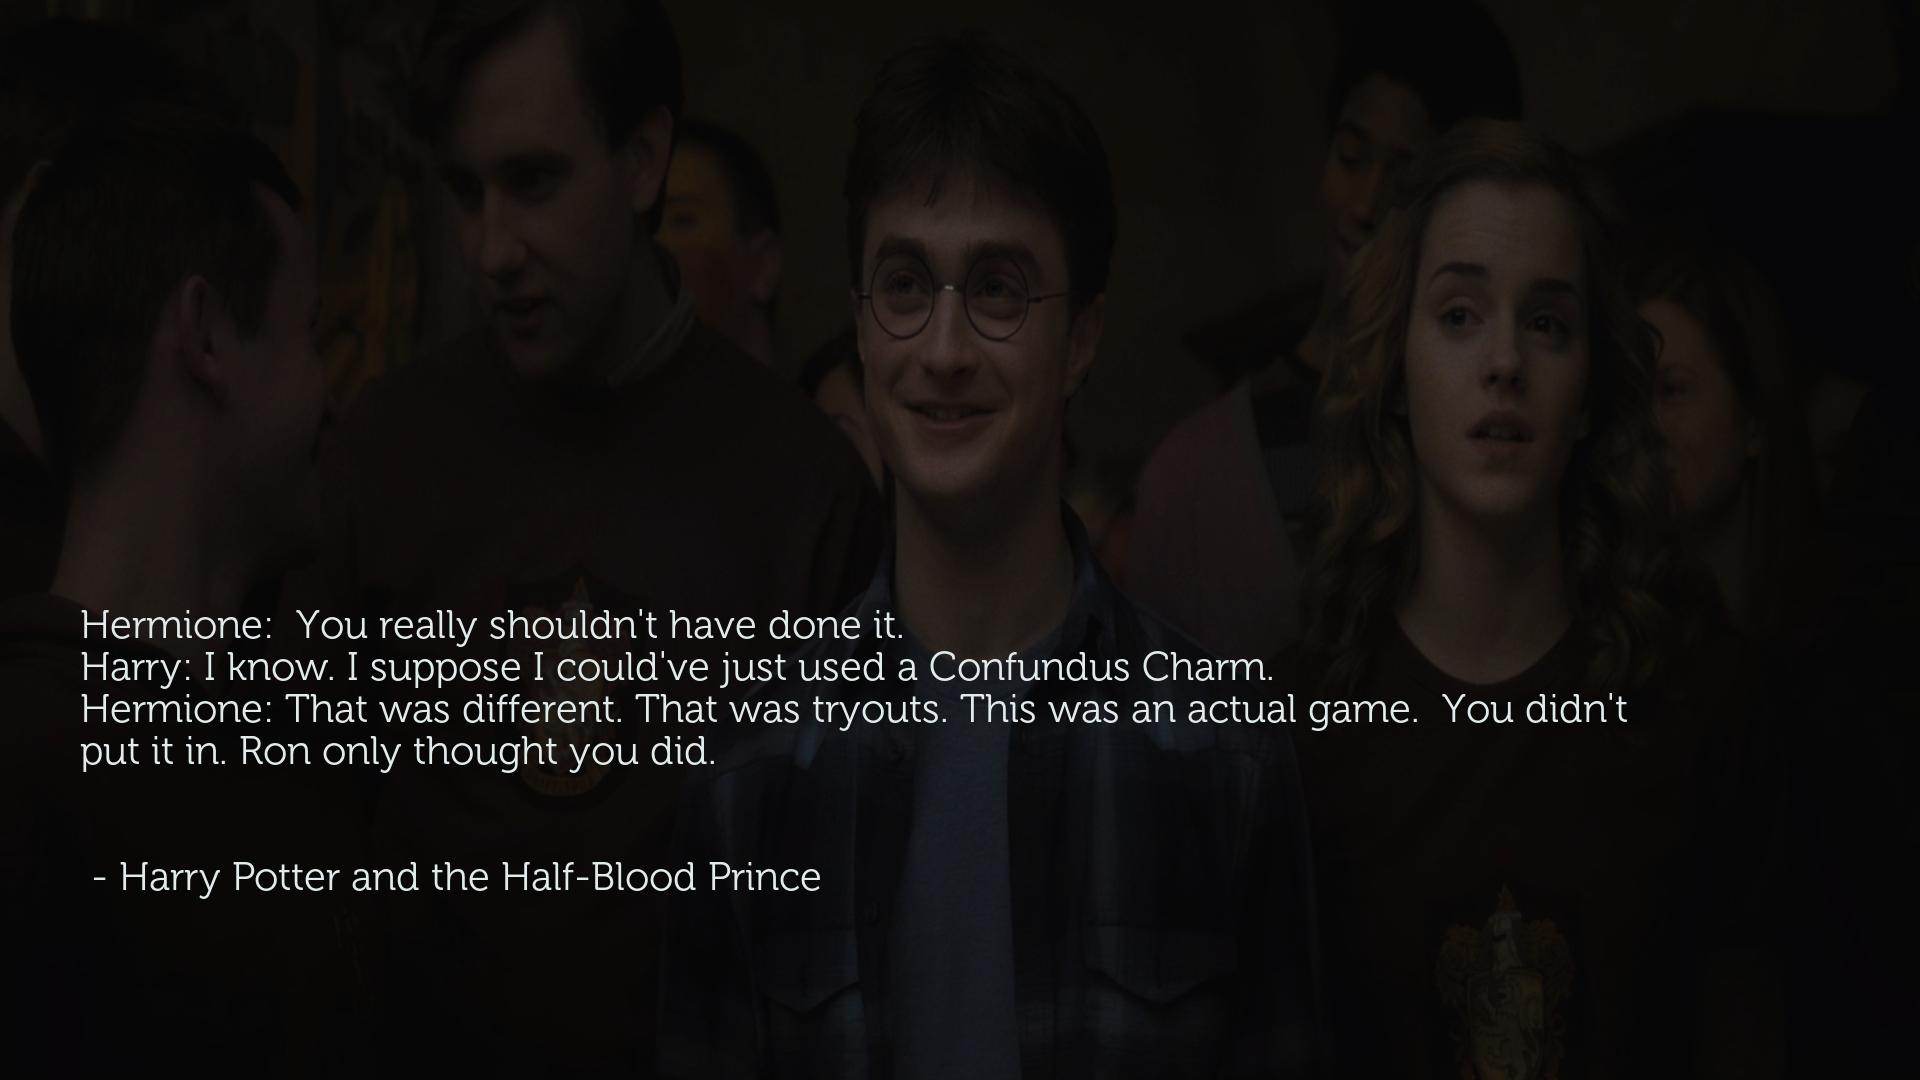 Hermione:  You really shouldn't have done it.
Harry: I know. I suppose I could've just used a Confundus Charm.
Hermione: That was different. That was tryouts. This was an actual game.  You didn't
put it in. Ron only thought you did.
- Harry Potter and the Half-Blood Prince